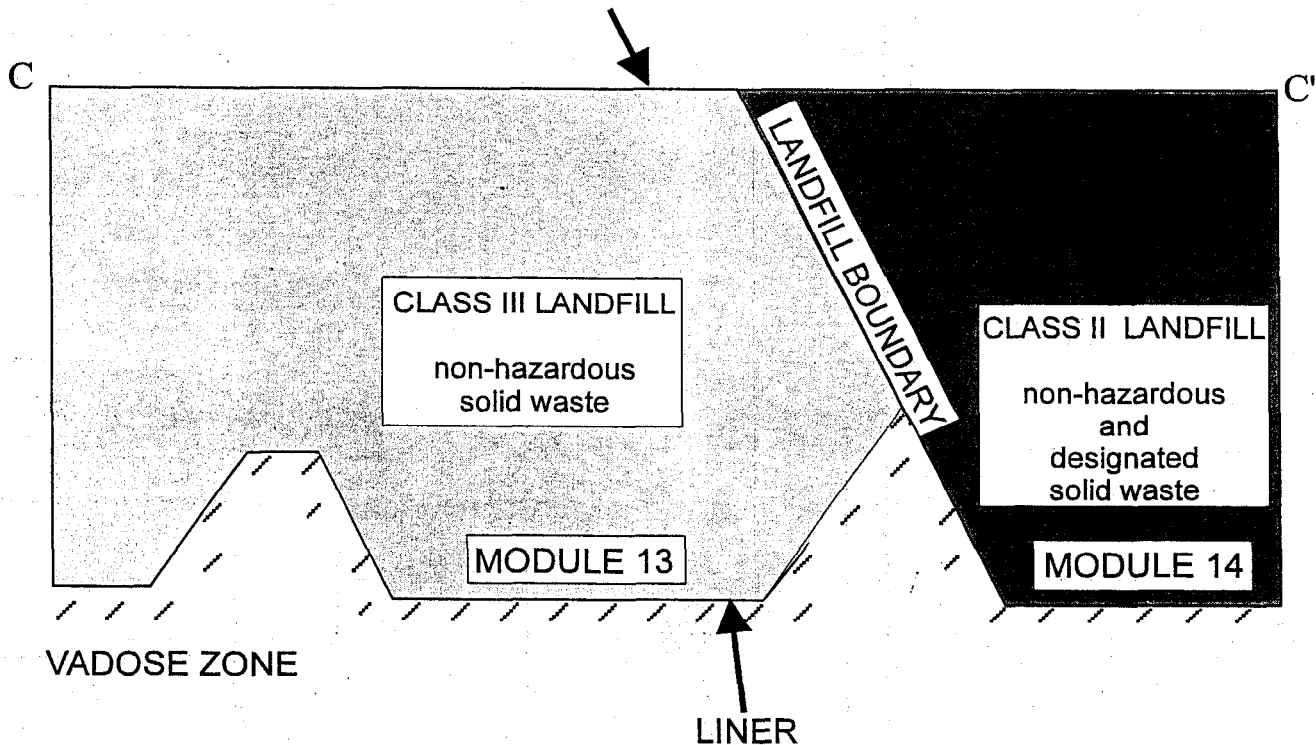 C
C'
LANDFILL BOUNDARY
CLASS III LANDFILL
non-hazardous
solid waste
CLASS II LANDFILL
non-hazardous
and
designated
solid waste
MODULE 13
MODULE 14
VADOSE ZONE
LINER